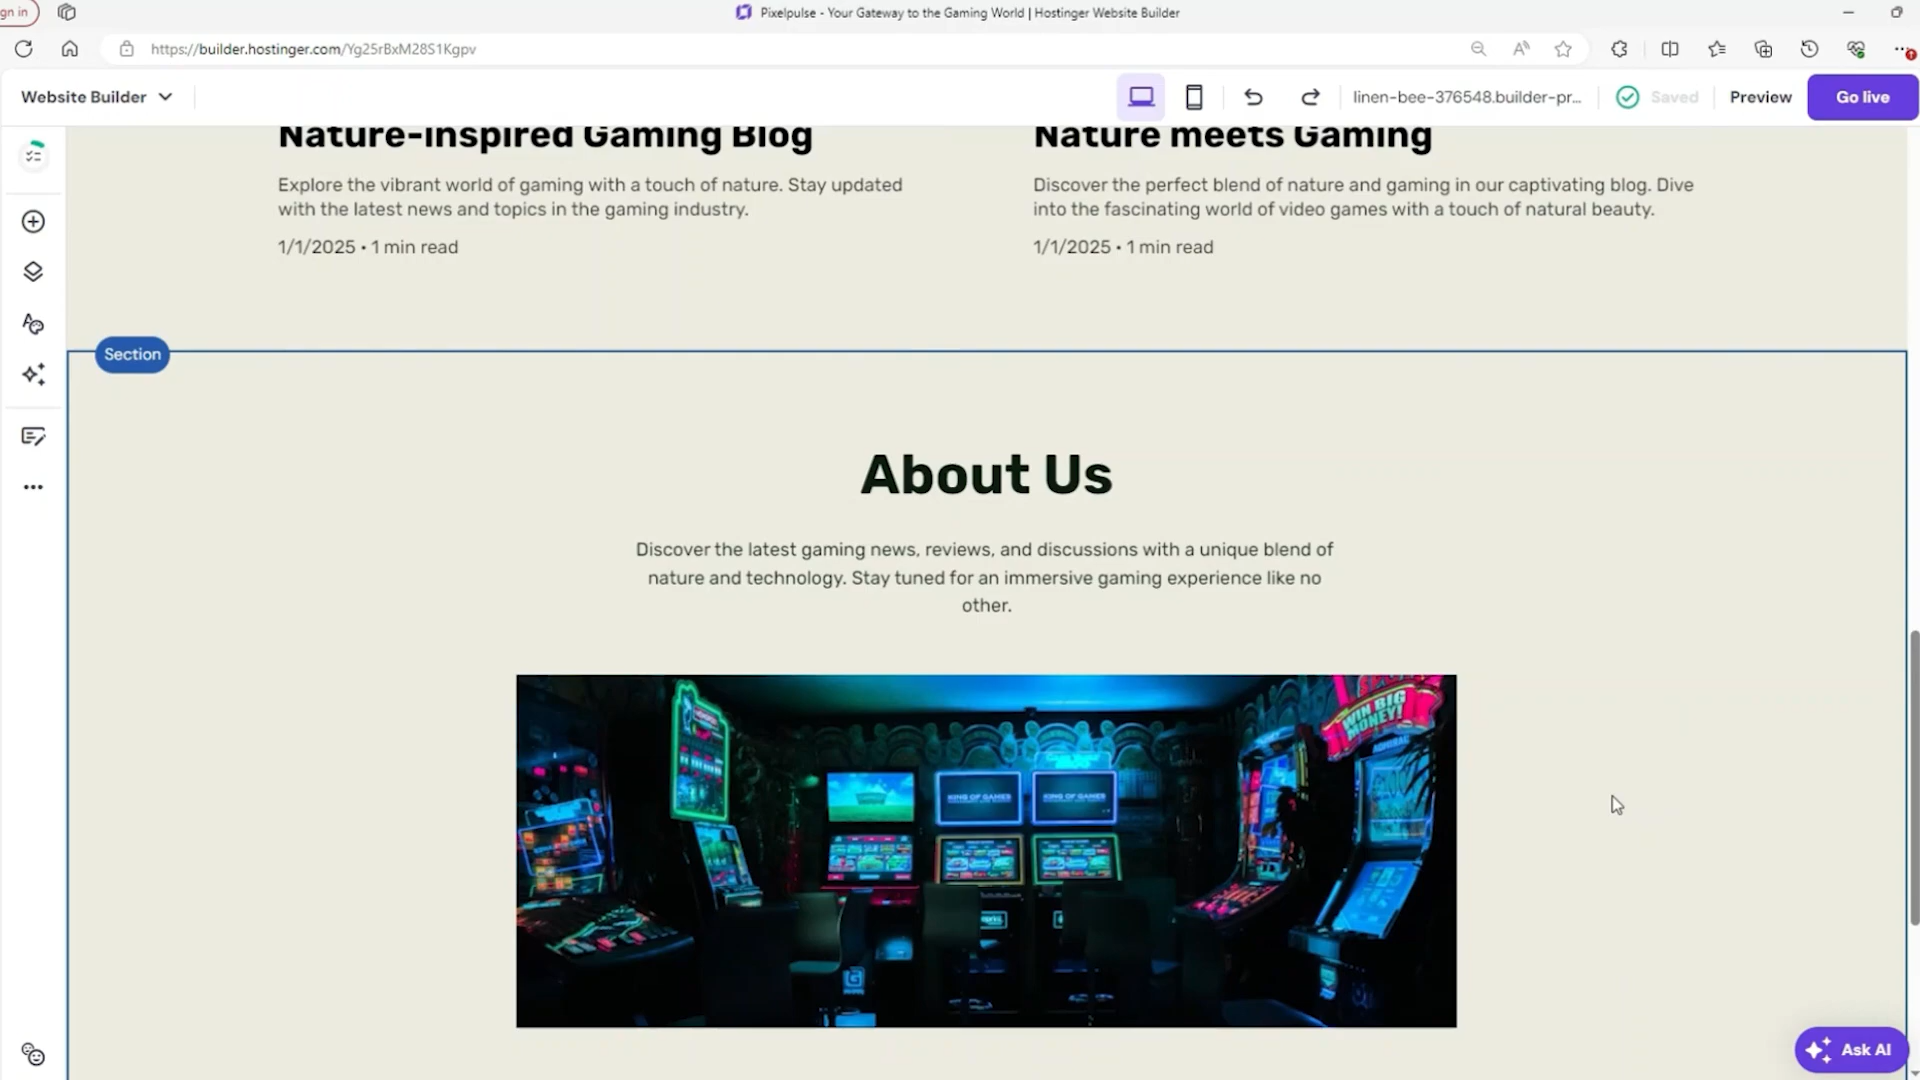 gn in
Pixelpulse - Your Gateway to the Gaming World | Hostinger Website Builder
https://builder.hostinger.com/Yg25rBxM28S1Kgpv
Website Builder
linen-bee-376548.builder-pr...
Saved
Preview
Go live
Nature-inspired Gaming Blog
Explore the vibrant world of gaming with a touch of nature. Stay updated
with the latest news and topics in the gaming industry.
1/1/2025 • 1 min read
Nature meets Gaming
Discover the perfect blend of nature and gaming in our captivating blog. Dive
into the fascinating world of video games with a touch of natural beauty.
1/1/2025 • 1 min read
Section
About Us
Discover the latest gaming news, reviews, and discussions with a unique blend of
nature and technology. Stay tuned for an immersive gaming experience like no
other.
WIN BIG
MONEY!
ADMIRAL
KING OF GAMES
KING OF GAMES
Ask AI